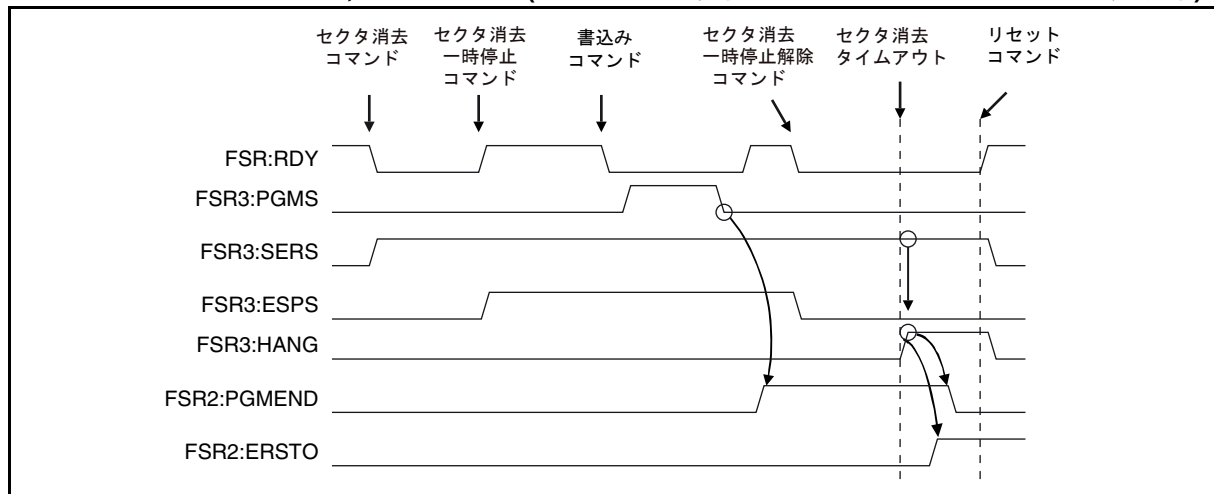 セクタ消去
コマンド
セクタ消去
一時停止
コマンド
書込み
コマンド
セクタ消去
一時停止解除
コマンド
セクタ消去
タイムアウト
リセット
コマンド
FSR:RDY
FSR3:PGMS
FSR3:SERS
FSR3:ESPS
FSR3:HANG
FSR2:PGMEND
FSR2:ERSTO